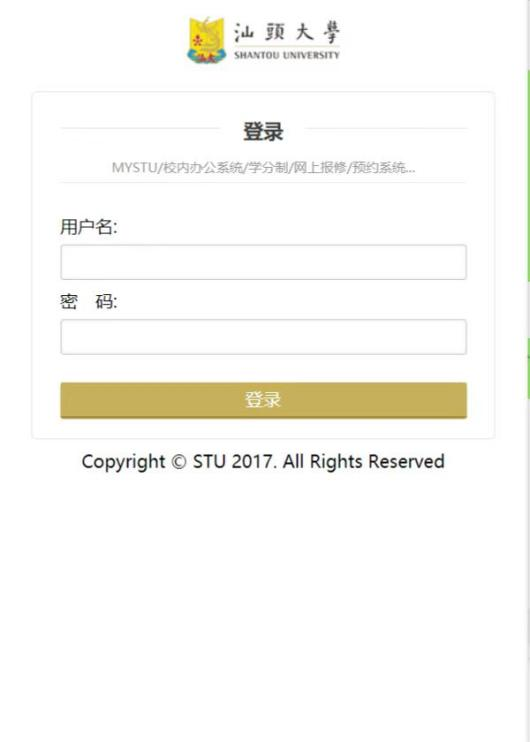 汕頭大學
SHANTOU UNIVERSITY
登录
MYSTU/校内办公系统/学分制/网上报修/预约系统...
用户名:
密 码:
登录
Copyright © STU 2017. All Rights Reserved